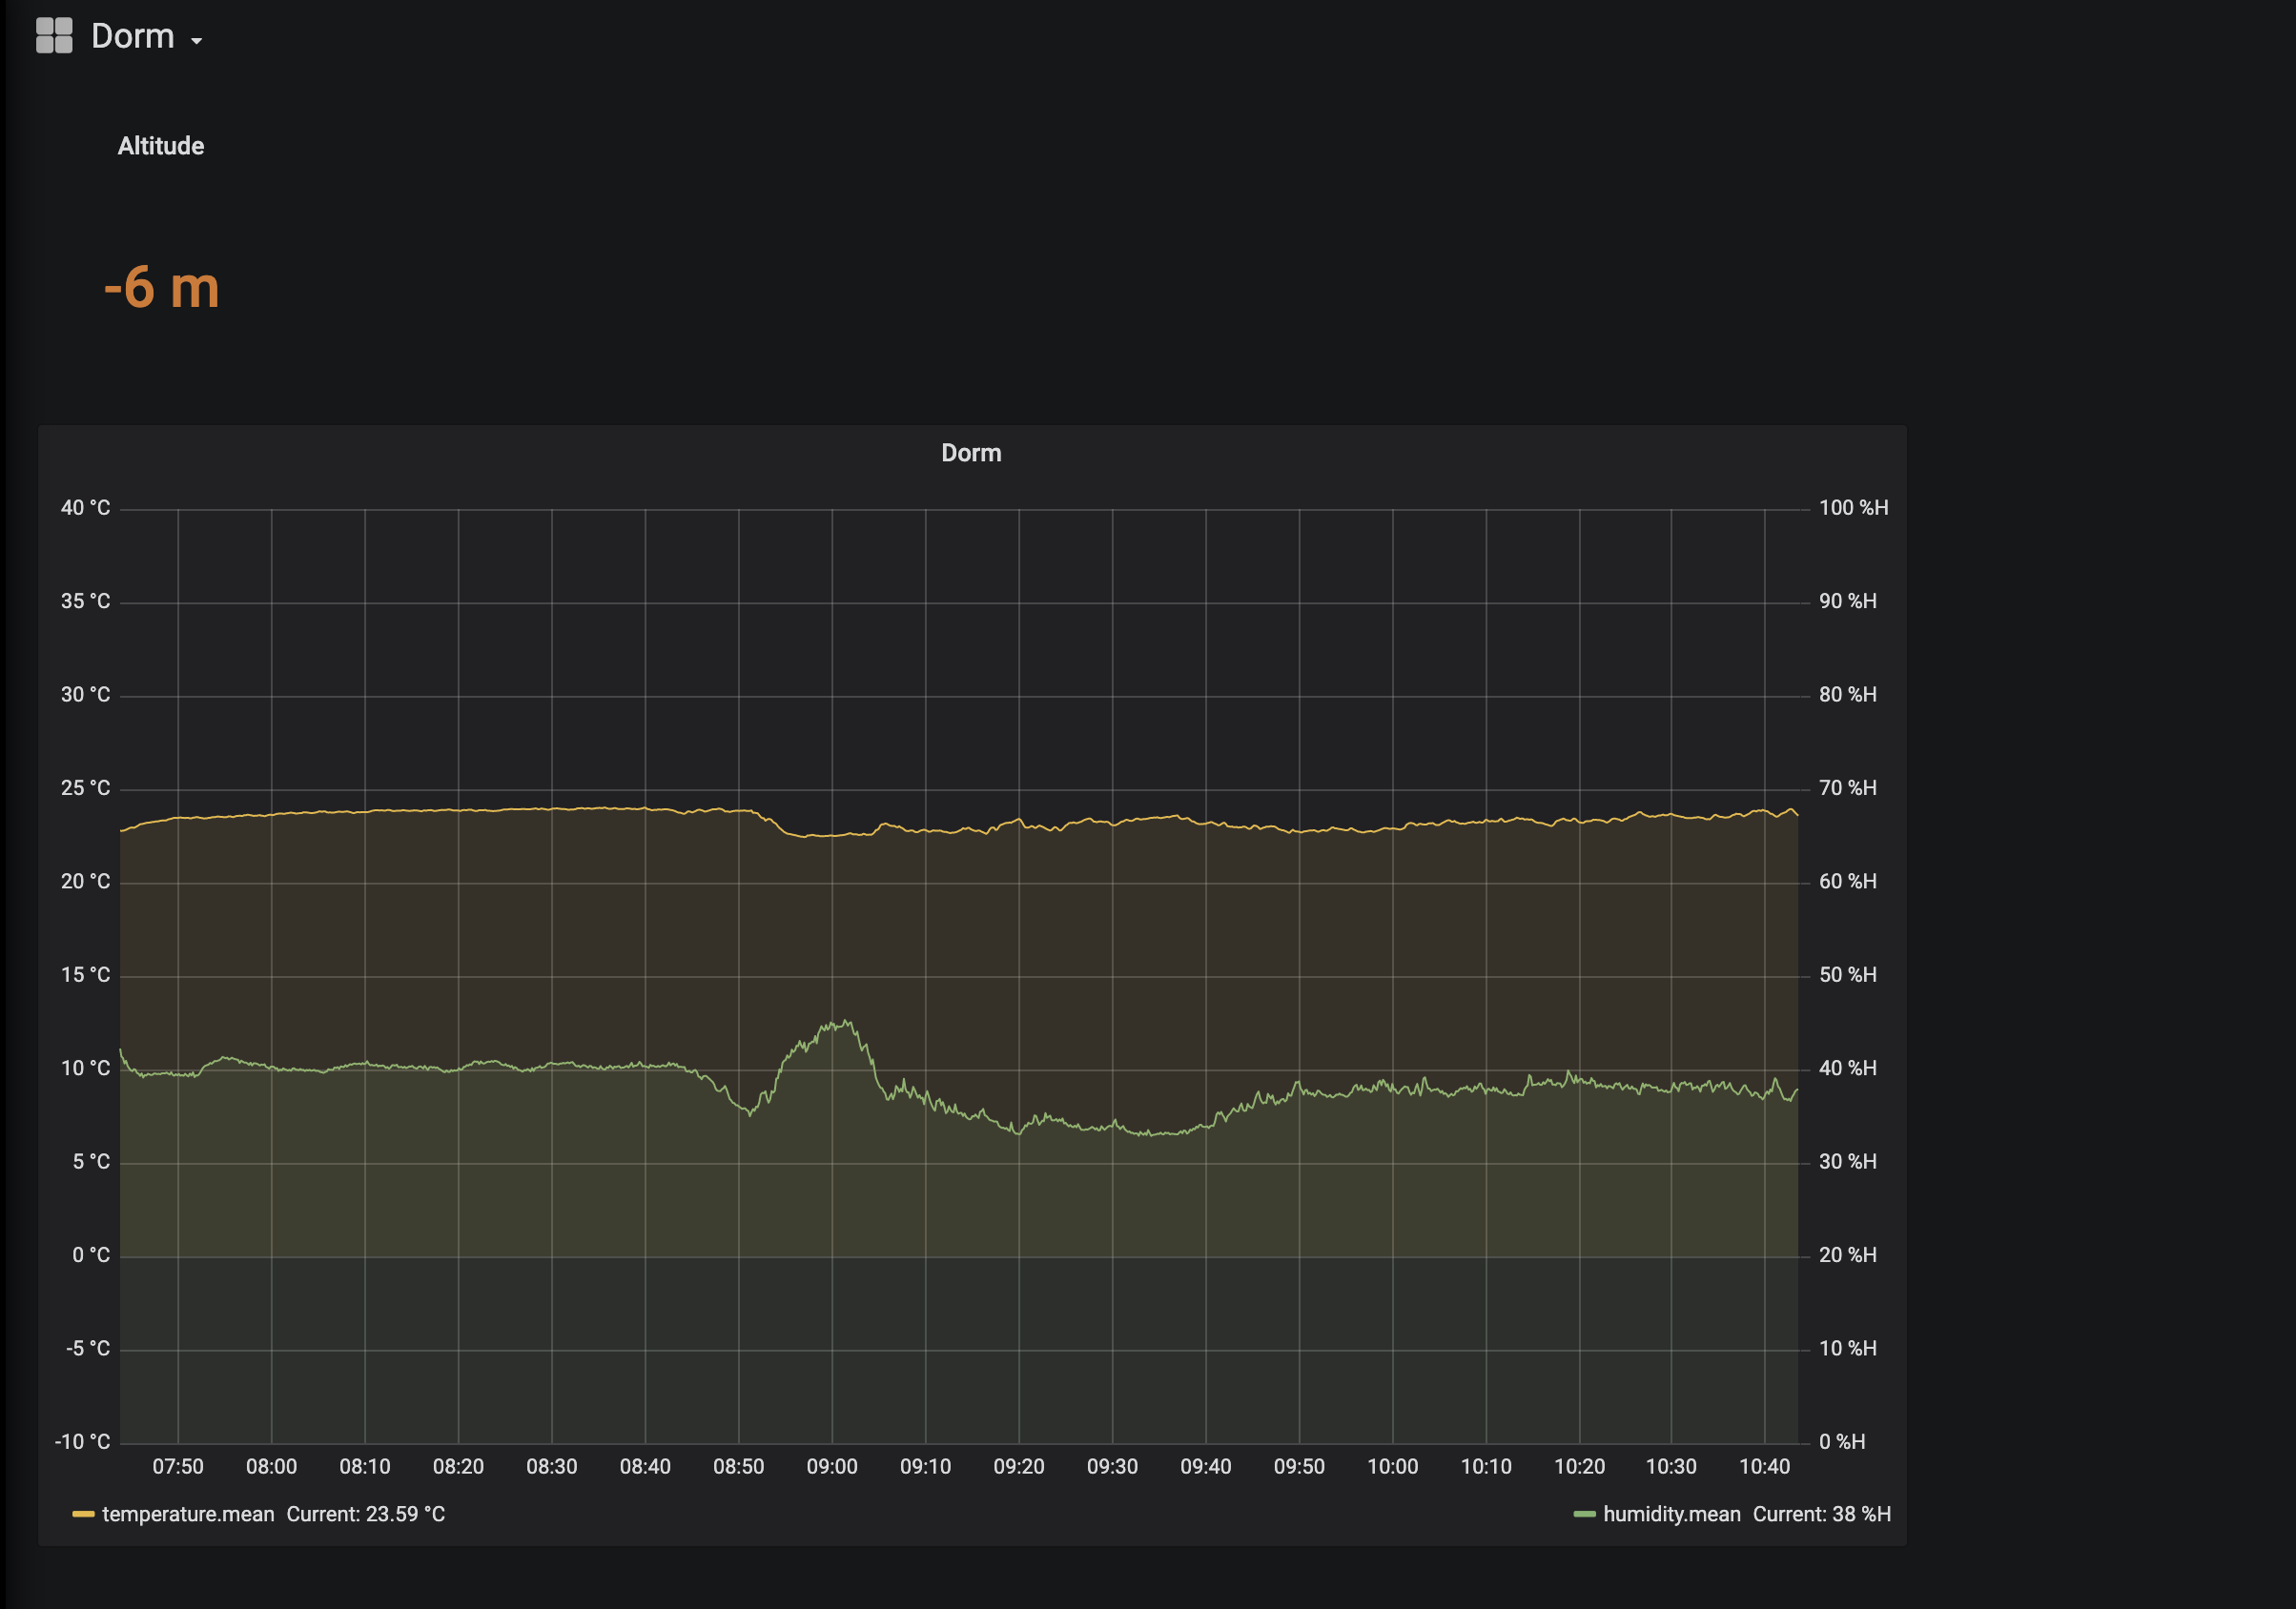 Dorm
Altitude
-6 m
Dorm
40 °C
100 %H
35 °C
90 %H
30 °C
80 %H
25 °C
70 %H
20 °C
60 %H
15 °C
50 %H
10 °C
40 %H
5 °C
30 %H
0 °C
20 %H
-5 °C
10 %H
-10 °C
0 %H
07:50 08:00 08:10 08:20 08:30 08:40 08:50 09:00 09:10 09:20 09:30 09:40 09:50 10:00 10:10 10:20 10:30 10:40
temperature.mean Current: 23.59 °C
humidity.mean Current: 38 %H